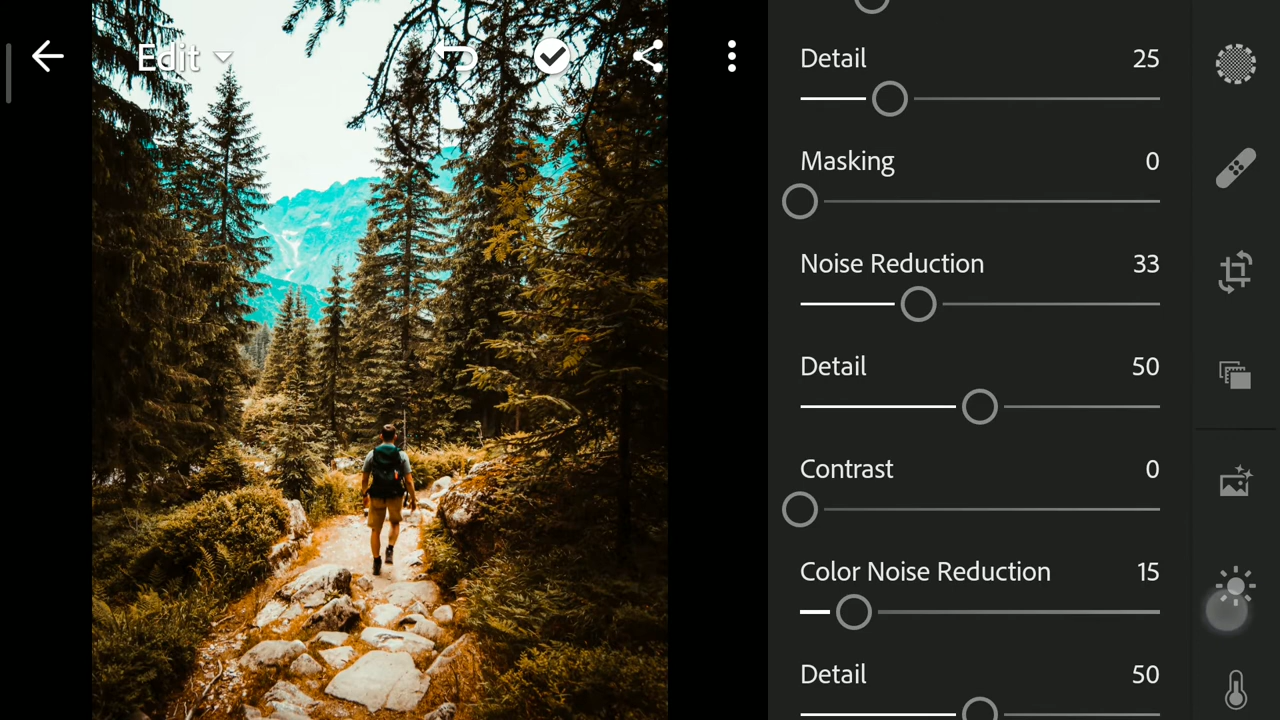 Edit
Detail 25
Masking 0
Noise Reduction 33
Detail 50
Contrast 0
Color Noise Reduction 15
Detail 50